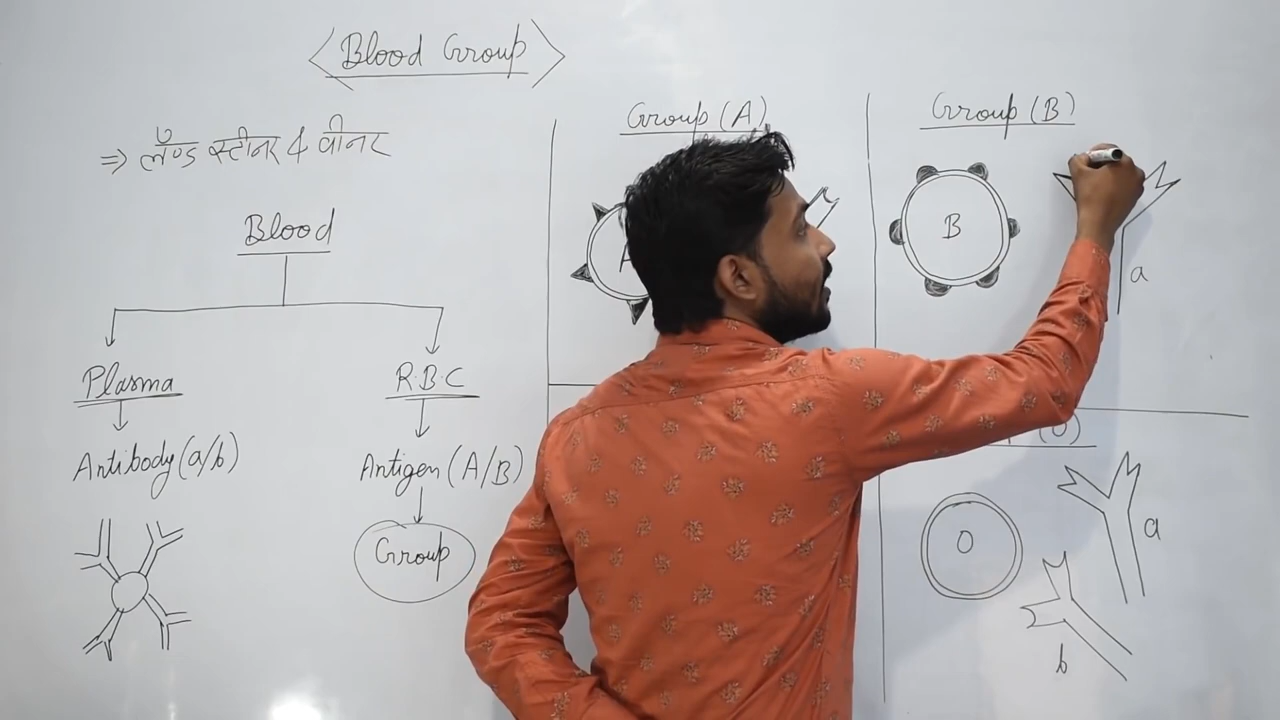 Blood Group
⇒ लैण्ड स्टीनर & वीनर
Blood
Plasma
R.B.C
Antibody (a/b)
Antigen (A/B)
Group
Group (A)
Group (B)
B
a
(O)
O
a
b